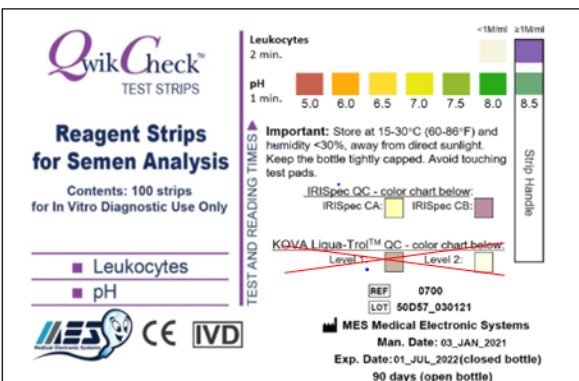 QwikCheck™
TEST STRIPS
Reagent Strips
for Semen Analysis
Contents: 100 strips
for In Vitro Diagnostic Use Only
Leukocytes
pH
MES
Medical Electronic Systems
CE IVD
TEST AND READING TIMES
<1M/ml ≥1M/ml
Leukocytes
2 min.
pH
1 min.
5.0 6.0 6.5 7.0 7.5 8.0 8.5
Strip Handle
Important: Store at 15-30°C (60-86°F) and
humidity <30%, away from direct sunlight.
Keep the bottle tightly capped. Avoid touching
test pads.
IRISpec QC - color chart below:
IRISpec CA: IRISpec CB:
KOVA Liqua-Trol™ QC - color chart below:
Level 1: Level 2:
REF 0700
LOT 50D57_030121
MES Medical Electronic Systems
Man. Date: 03_JAN_2021
Exp. Date:01_JUL_2022(closed bottle)
90 days (open bottle)